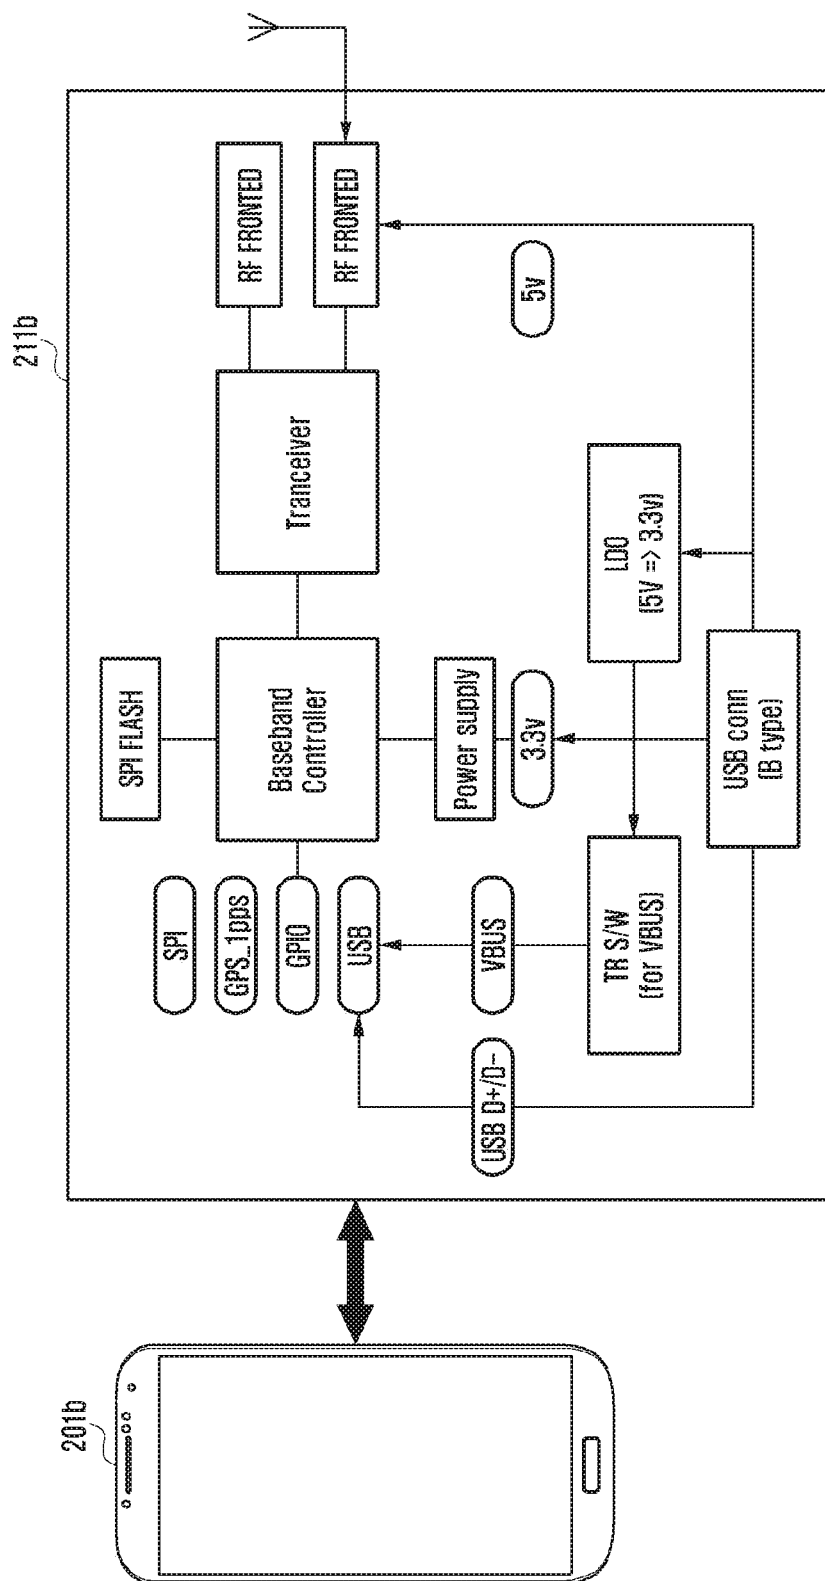 201b
211b
SPI FLASH
SPI
GPS_1pps
GPIO
USB
Baseband
Controller
Tranceiver
RF FRONTED
RF FRONTED
USB D+/D-
VBUS
Power supply
3.3v
5v
TR S/W
(for VBUS)
LDO
(5V => 3.3v)
USB conn
(B type)